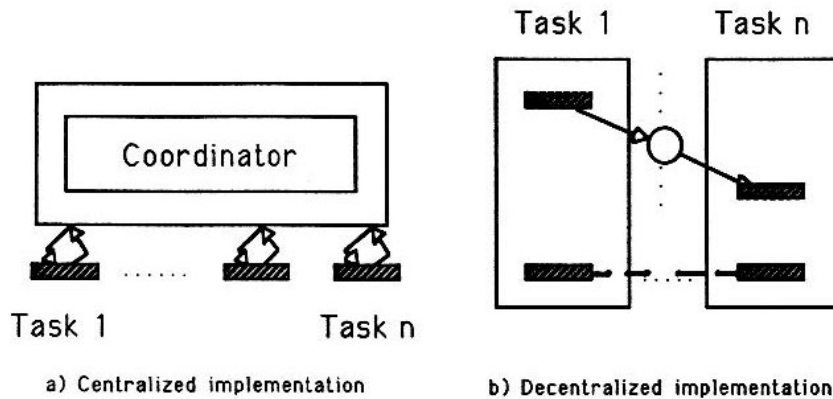 Coordinator
Task 1
Task n
a) Centralized implementation
Task 1
Task n
b) Decentralized implementation